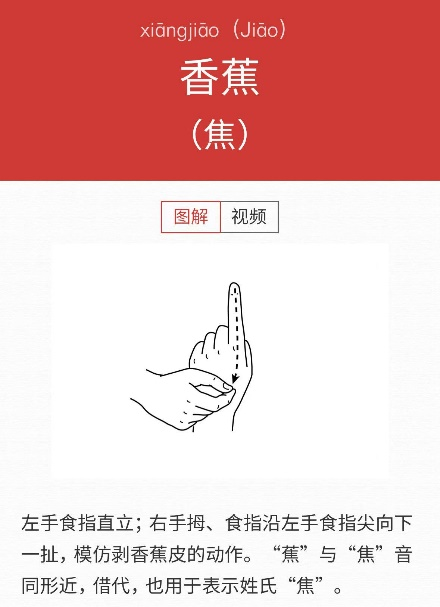 xiāngjiāo（Jiāo）
香蕉
（焦）
图解 视频
左手食指直立；右手拇、食指沿左手食指尖向下
一扯，模仿剥香蕉皮的动作。“蕉”与“焦”音
同形近，借代，也用于表示姓氏“焦”。